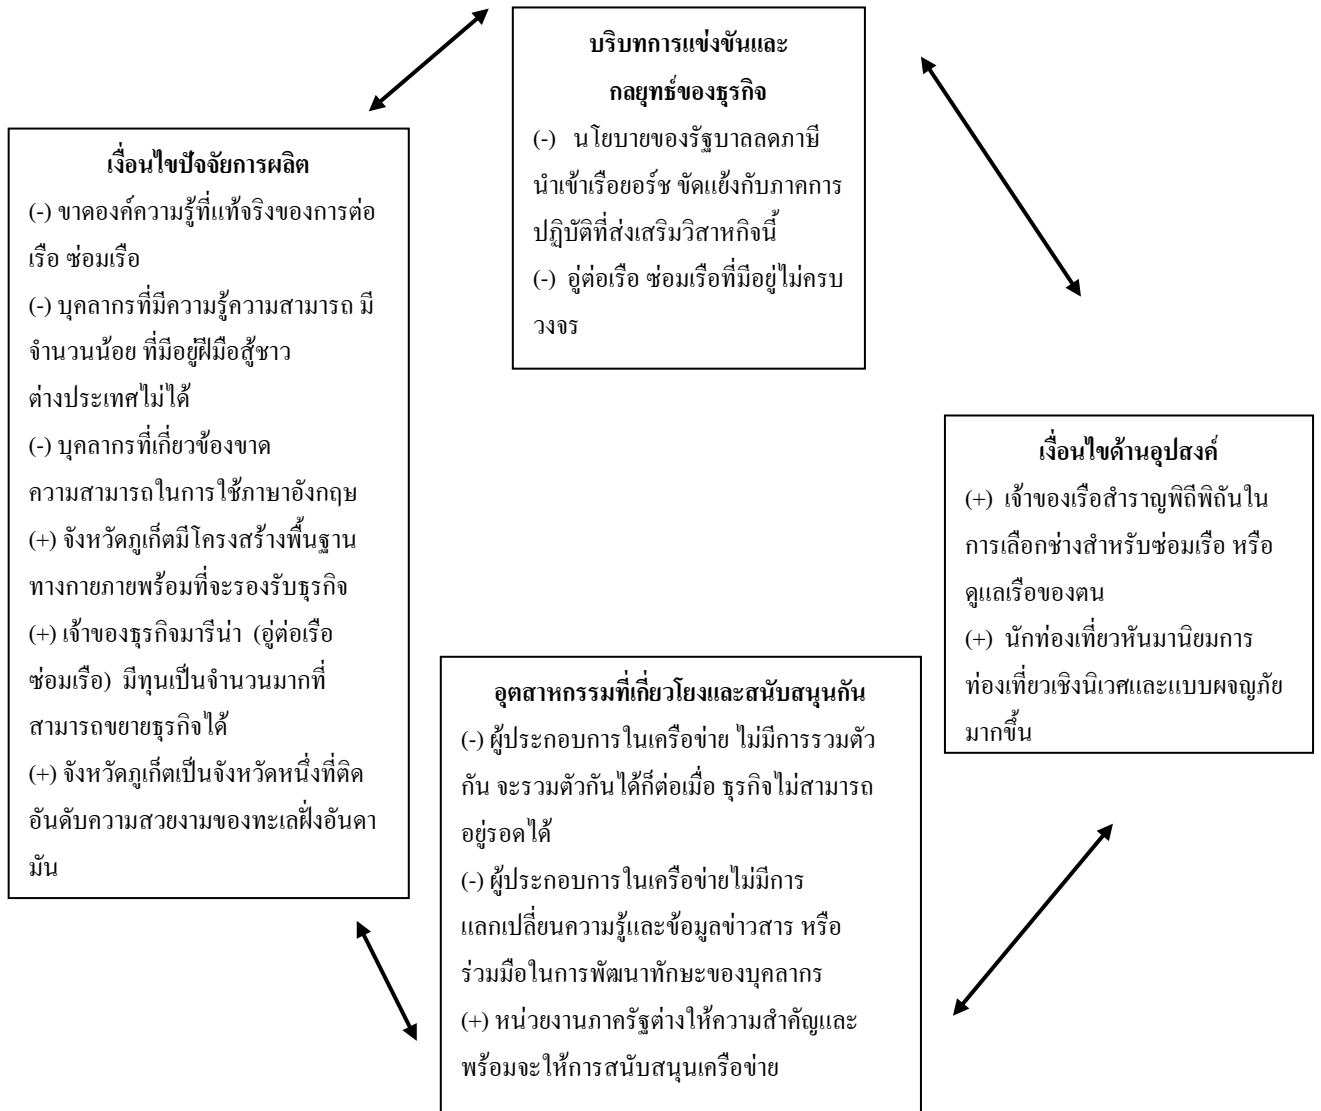 บริบทการแข่งขันและ
กลยุทธ์ของธุรกิจ
(-) นโยบายของรัฐบาลลดภาษี
นำเข้าเรือยอร์ช ขัดแย้งกับภาคการ
ปฏิบัติที่ส่งเสริมวิสาหกิจนี้
(-) อู่ต่อเรือ ซ่อมเรือที่มีอยู่ไม่ครบ
วงจร
เงื่อนไขปัจจัยการผลิต
(-) ขาดองค์ความรู้ที่แท้จริงของการต่อ
เรือ ซ่อมเรือ
(-) บุคลากรที่มีความรู้ความสามารถ มี
จำนวนน้อย ที่มีอยู่ฝีมือสู้ชาว
ต่างประเทศไม่ได้
(-) บุคลากรที่เกี่ยวข้องขาด
ความสามารถในการใช้ภาษาอังกฤษ
(+) จังหวัดภูเก็ตมีโครงสร้างพื้นฐาน
ทางกายภายพร้อมที่จะรองรับธุรกิจ
(+) เจ้าของธุรกิจมารีน่า (อู่ต่อเรือ
ซ่อมเรือ) มีทุนเป็นจำนวนมากที่
สามารถขยายธุรกิจได้
(+) จังหวัดภูเก็ตเป็นจังหวัดหนึ่งที่ติด
อันดับความสวยงามของทะเลฝั่งอันดา
มัน
เงื่อนไขด้านอุปสงค์
(+) เจ้าของเรือสำราญพิถีพิถันใน
การเลือกช่างสำหรับซ่อมเรือ หรือ
ดูแลเรือของตน
(+) นักท่องเที่ยวหันมานิยมการ
ท่องเที่ยวเชิงนิเวศและแบบผจญภัย
มากขึ้น
อุตสาหกรรมที่เกี่ยวโยงและสนับสนุนกัน
(-) ผู้ประกอบการในเครือข่าย ไม่มีการรวมตัว
กัน จะรวมตัวกันได้ก็ต่อเมื่อ ธุรกิจไม่สามารถ
อยู่รอดได้
(-) ผู้ประกอบการในเครือข่ายไม่มีการ
แลกเปลี่ยนความรู้และข้อมูลข่าวสาร หรือ
ร่วมมือในการพัฒนาทักษะของบุคลากร
(+) หน่วยงานภาครัฐต่างให้ความสำคัญและ
พร้อมจะให้การสนับสนุนเครือข่าย